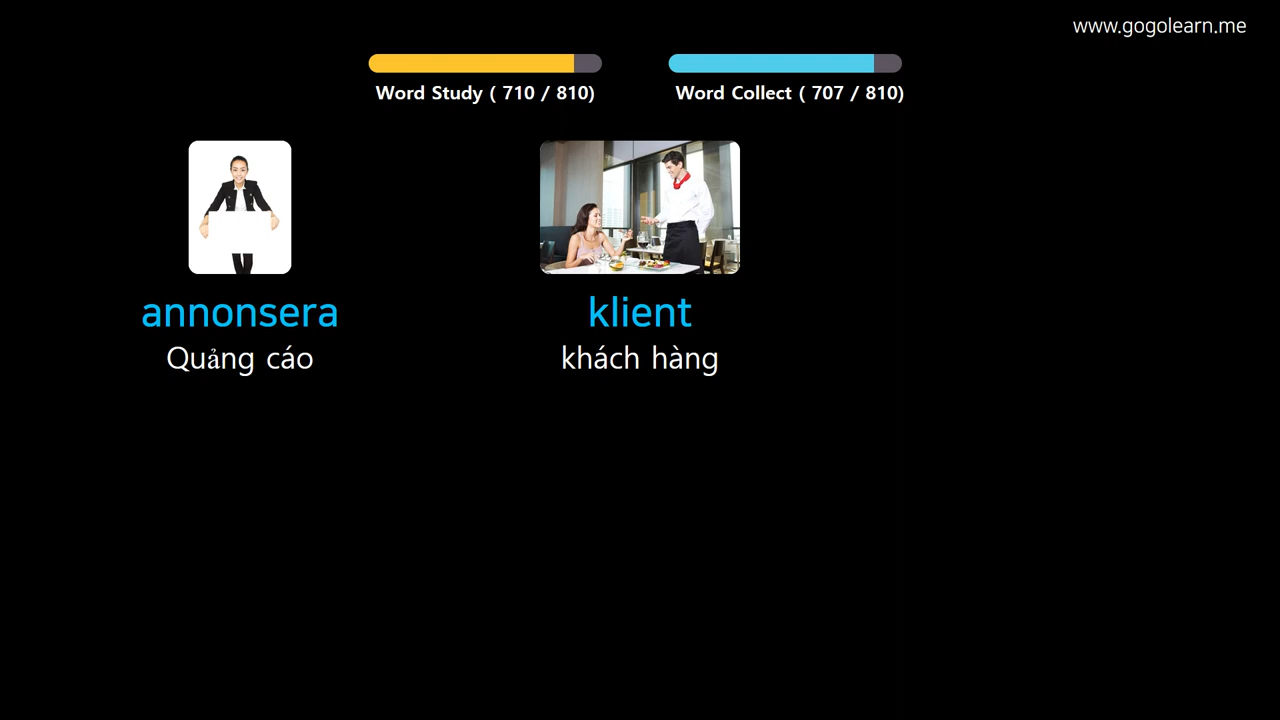 www.gogolearn.me
Word Study ( 710 / 810)
Word Collect ( 707 / 810)
annonsera
Quảng cáo
klient
khách hàng